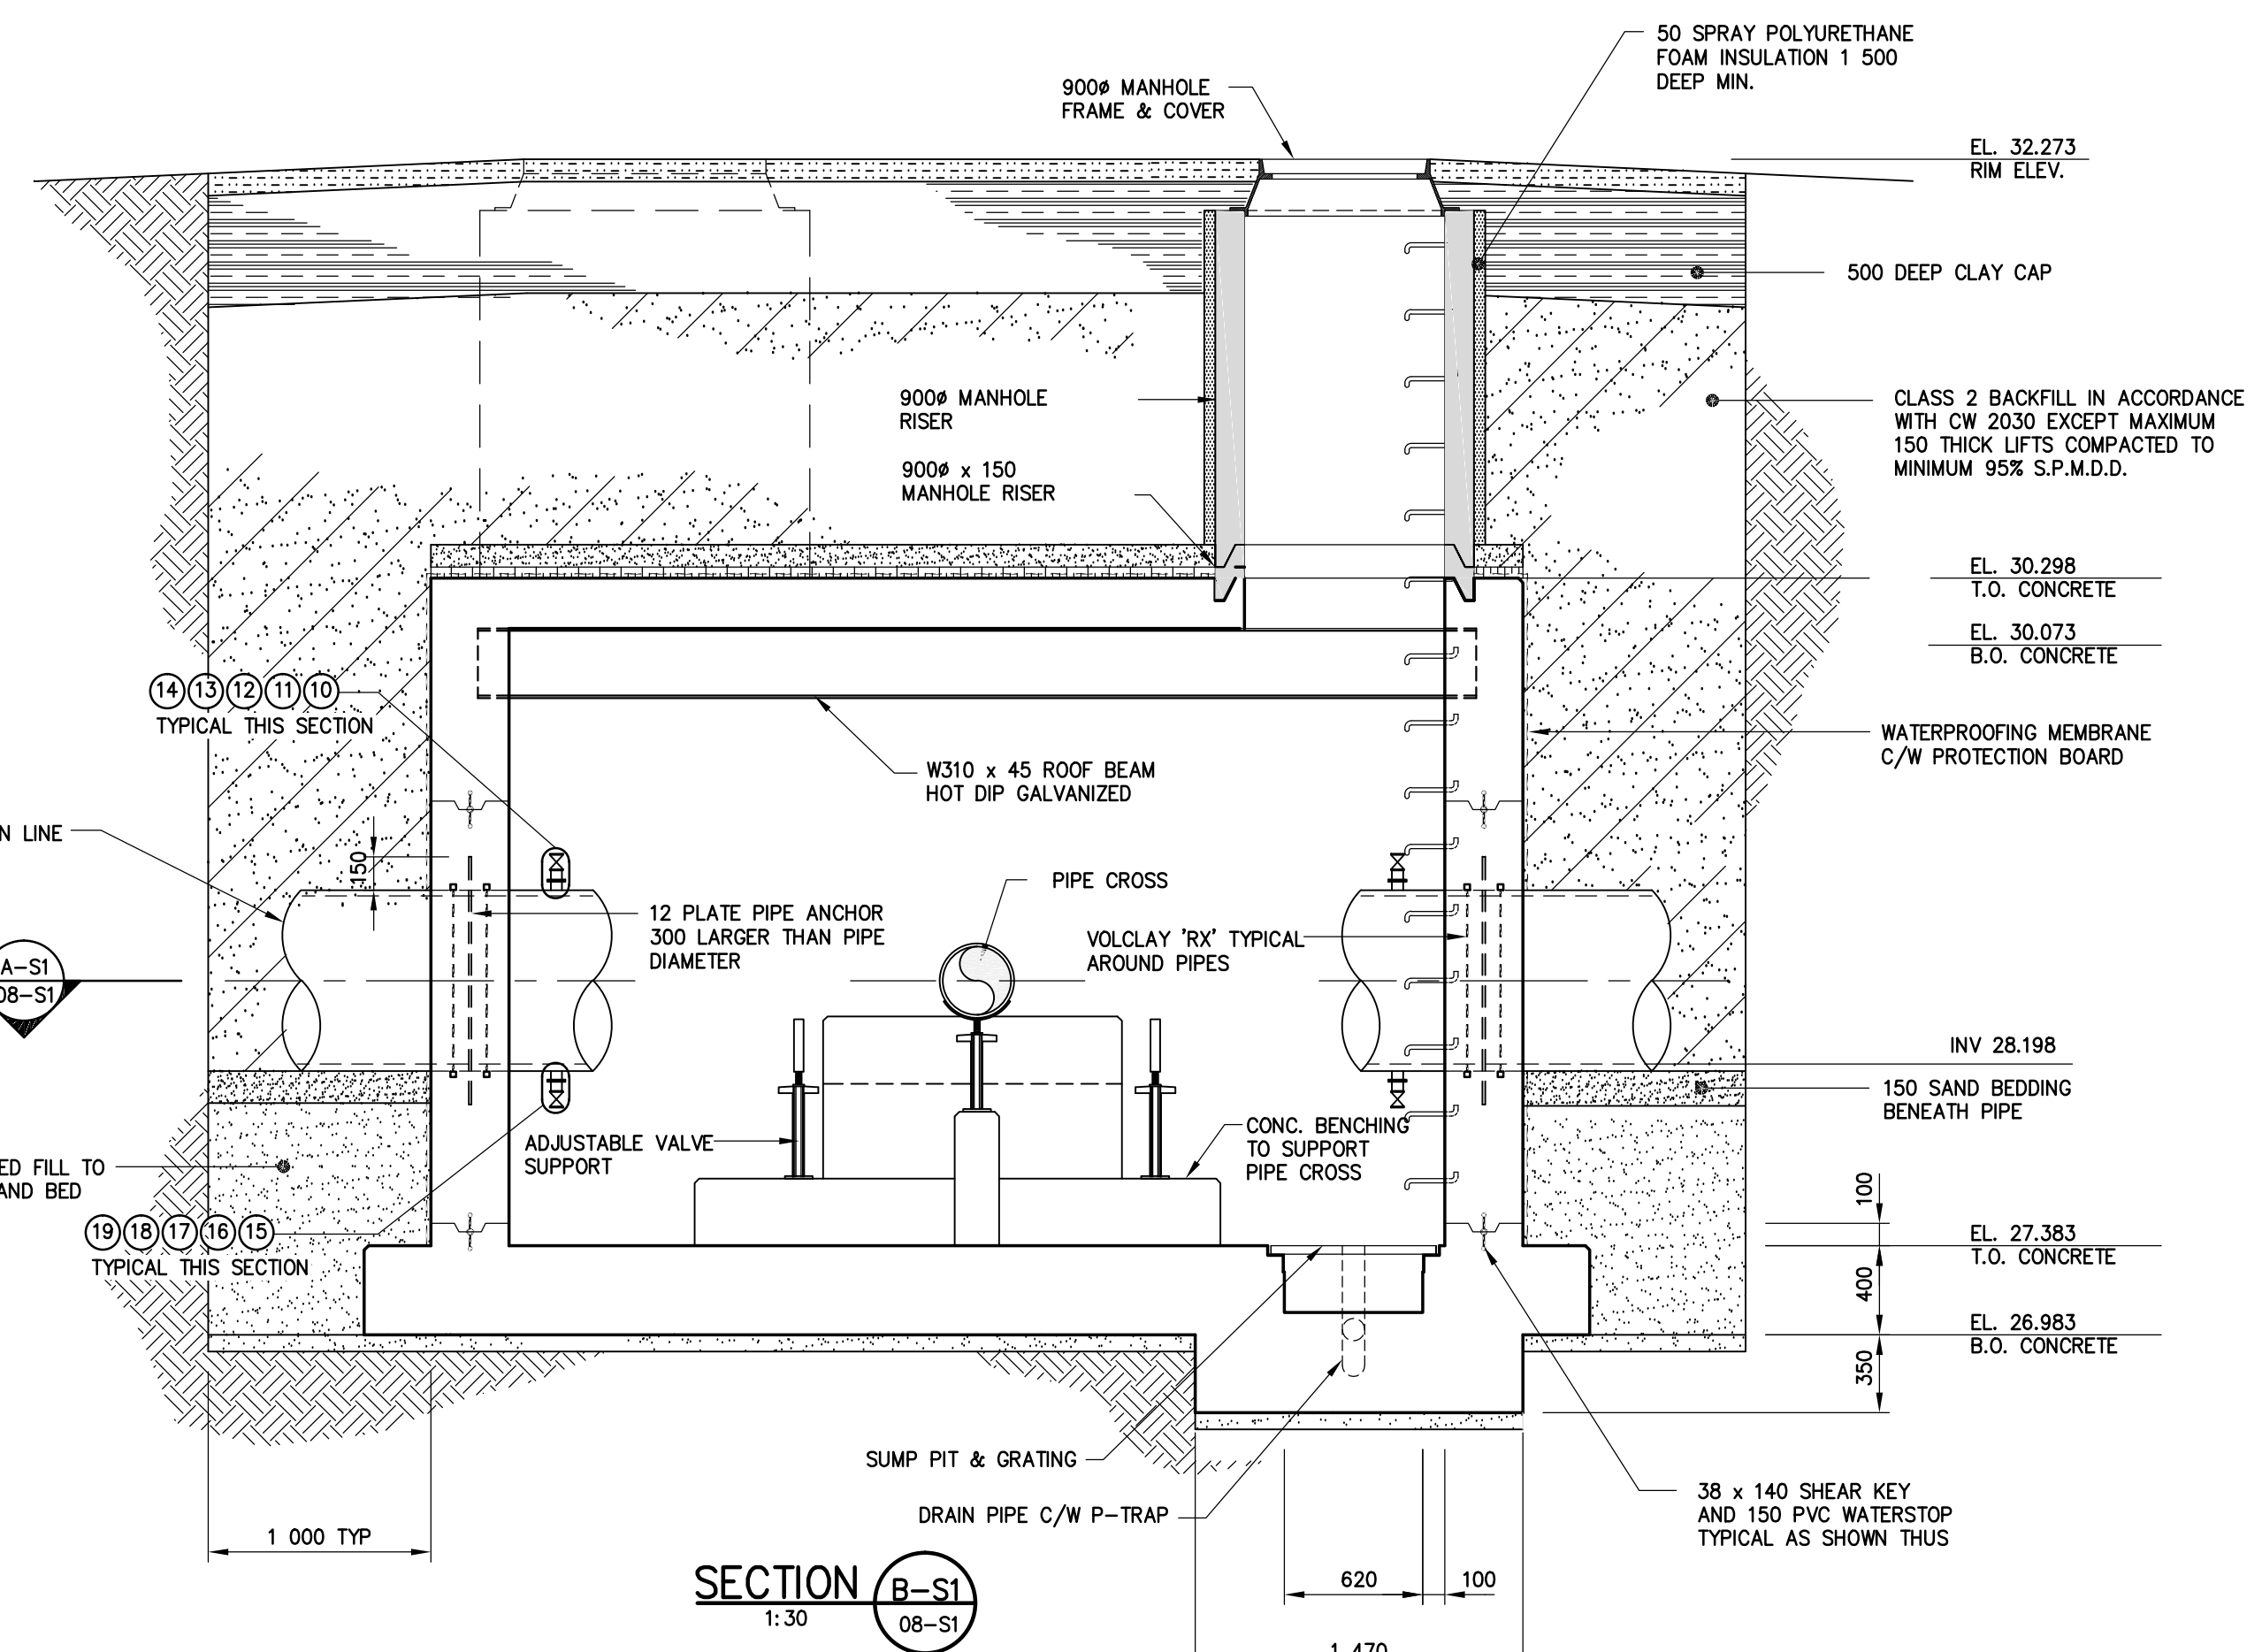 50 SPRAY POLYURETHANE
FOAM INSULATION 1 500
DEEP MIN.
900ø MANHOLE
FRAME & COVER
EL. 32.273
RIM ELEV.
500 DEEP CLAY CAP
900ø MANHOLE
RISER
CLASS 2 BACKFILL IN ACCORDANCE
WITH CW 2030 EXCEPT MAXIMUM
150 THICK LIFTS COMPACTED TO
MINIMUM 95% S.P.M.D.D.
900ø x 150
MANHOLE RISER
EL. 30.298
T.O. CONCRETE
EL. 30.073
B.O. CONCRETE
14 13 12 11 10
TYPICAL THIS SECTION
WATERPROOFING MEMBRANE
C/W PROTECTION BOARD
W310 x 45 ROOF BEAM
HOT DIP GALVANIZED
N LINE
150
PIPE CROSS
12 PLATE PIPE ANCHOR
300 LARGER THAN PIPE
DIAMETER
VOLCLAY 'RX' TYPICAL
AROUND PIPES
A-S1
08-S1
INV 28.198
150 SAND BEDDING
BENEATH PIPE
ADJUSTABLE VALVE
SUPPORT
CONC. BENCHING
TO SUPPORT
PIPE CROSS
ED FILL TO
AND BED
100
19 18 17 16 15
TYPICAL THIS SECTION
EL. 27.383
T.O. CONCRETE
400
EL. 26.983
B.O. CONCRETE
350
SUMP PIT & GRATING
DRAIN PIPE C/W P-TRAP
38 x 140 SHEAR KEY
AND 150 PVC WATERSTOP
TYPICAL AS SHOWN THUS
1 000 TYP
620
100
SECTION
1:30
B-S1
08-S1
1 470